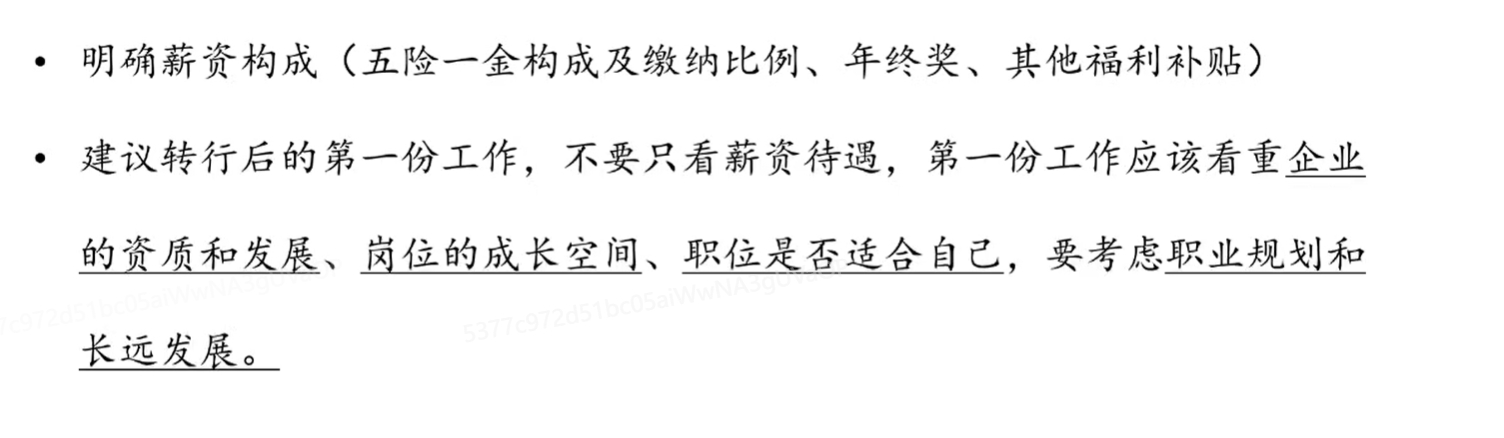 • 明确薪资构成（五险一金构成及缴纳比例、年终奖、其他福利补贴）
• 建议转行后的第一份工作，不要只看薪资待遇，第一份工作应该看重企业
的资质和发展、岗位的成长空间、职位是否适合自己，要考虑职业规划和
长远发展。